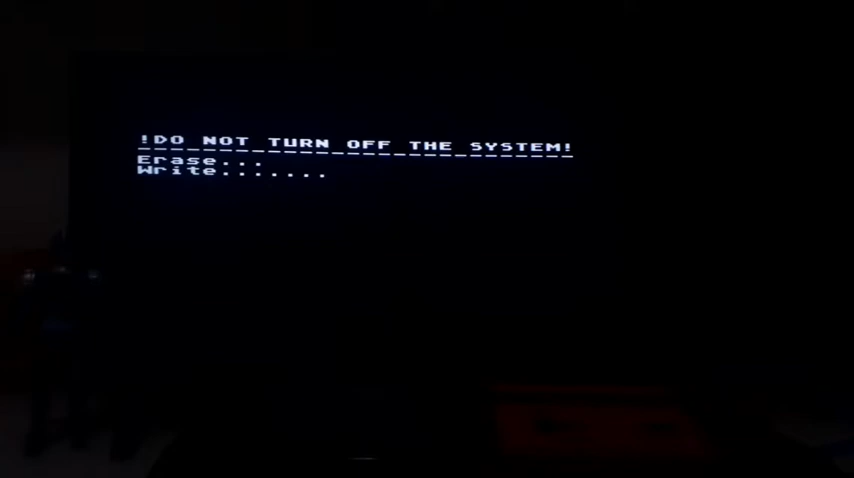 !DO NOT TURN OFF THE SYSTEM!
Erase...
Write.......